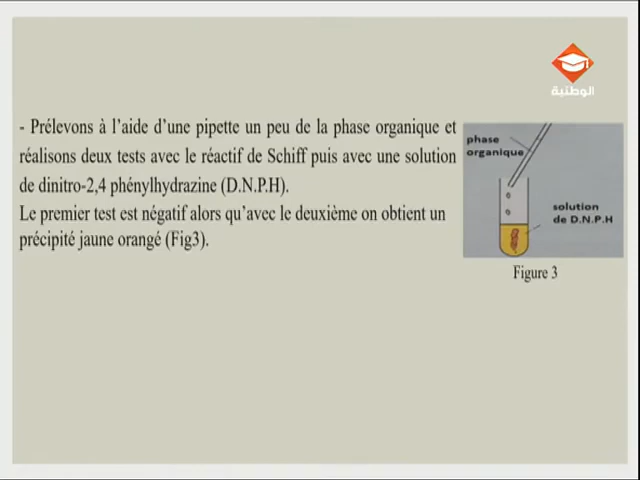 الوطنية
- Prélevons à l'aide d'une pipette un peu de la phase organique et
réalisons deux tests avec le réactif de Schiff puis avec une solution
de dinitro-2,4 phénylhydrazine (D.N.P.H).
Le premier test est négatif alors qu'avec le deuxième on obtient un
précipité jaune orangé (Fig3).
phase
organique
solution
de D.N.P.H
Figure 3